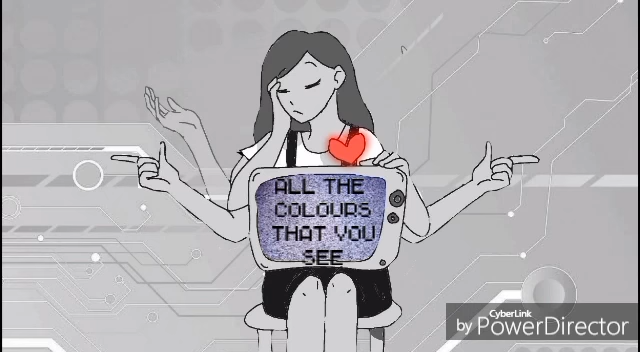 ALL THE
COLOURS
THAT YOU
SEE
CyberLink
by PowerDirector